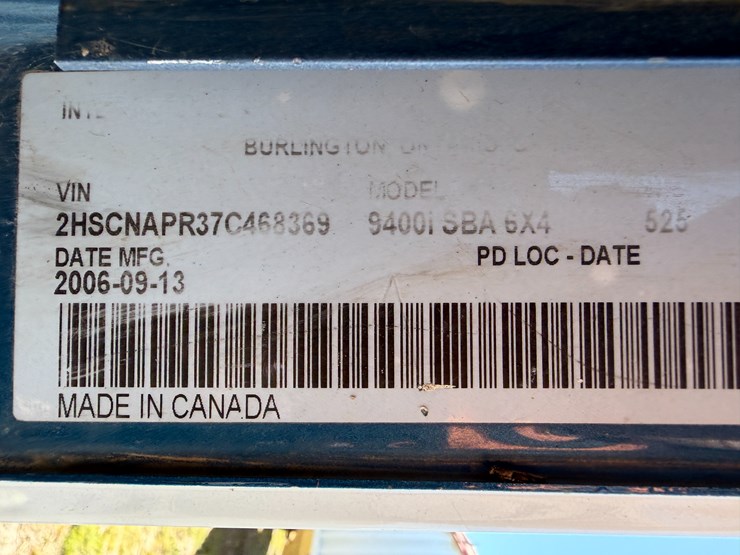 BURLINGTON
VIN MODEL
2HSCNAPR37C468369 9400I SBA 6X4 525
DATE MFG. PD LOC - DATE
2006-09-13
MADE IN CANADA